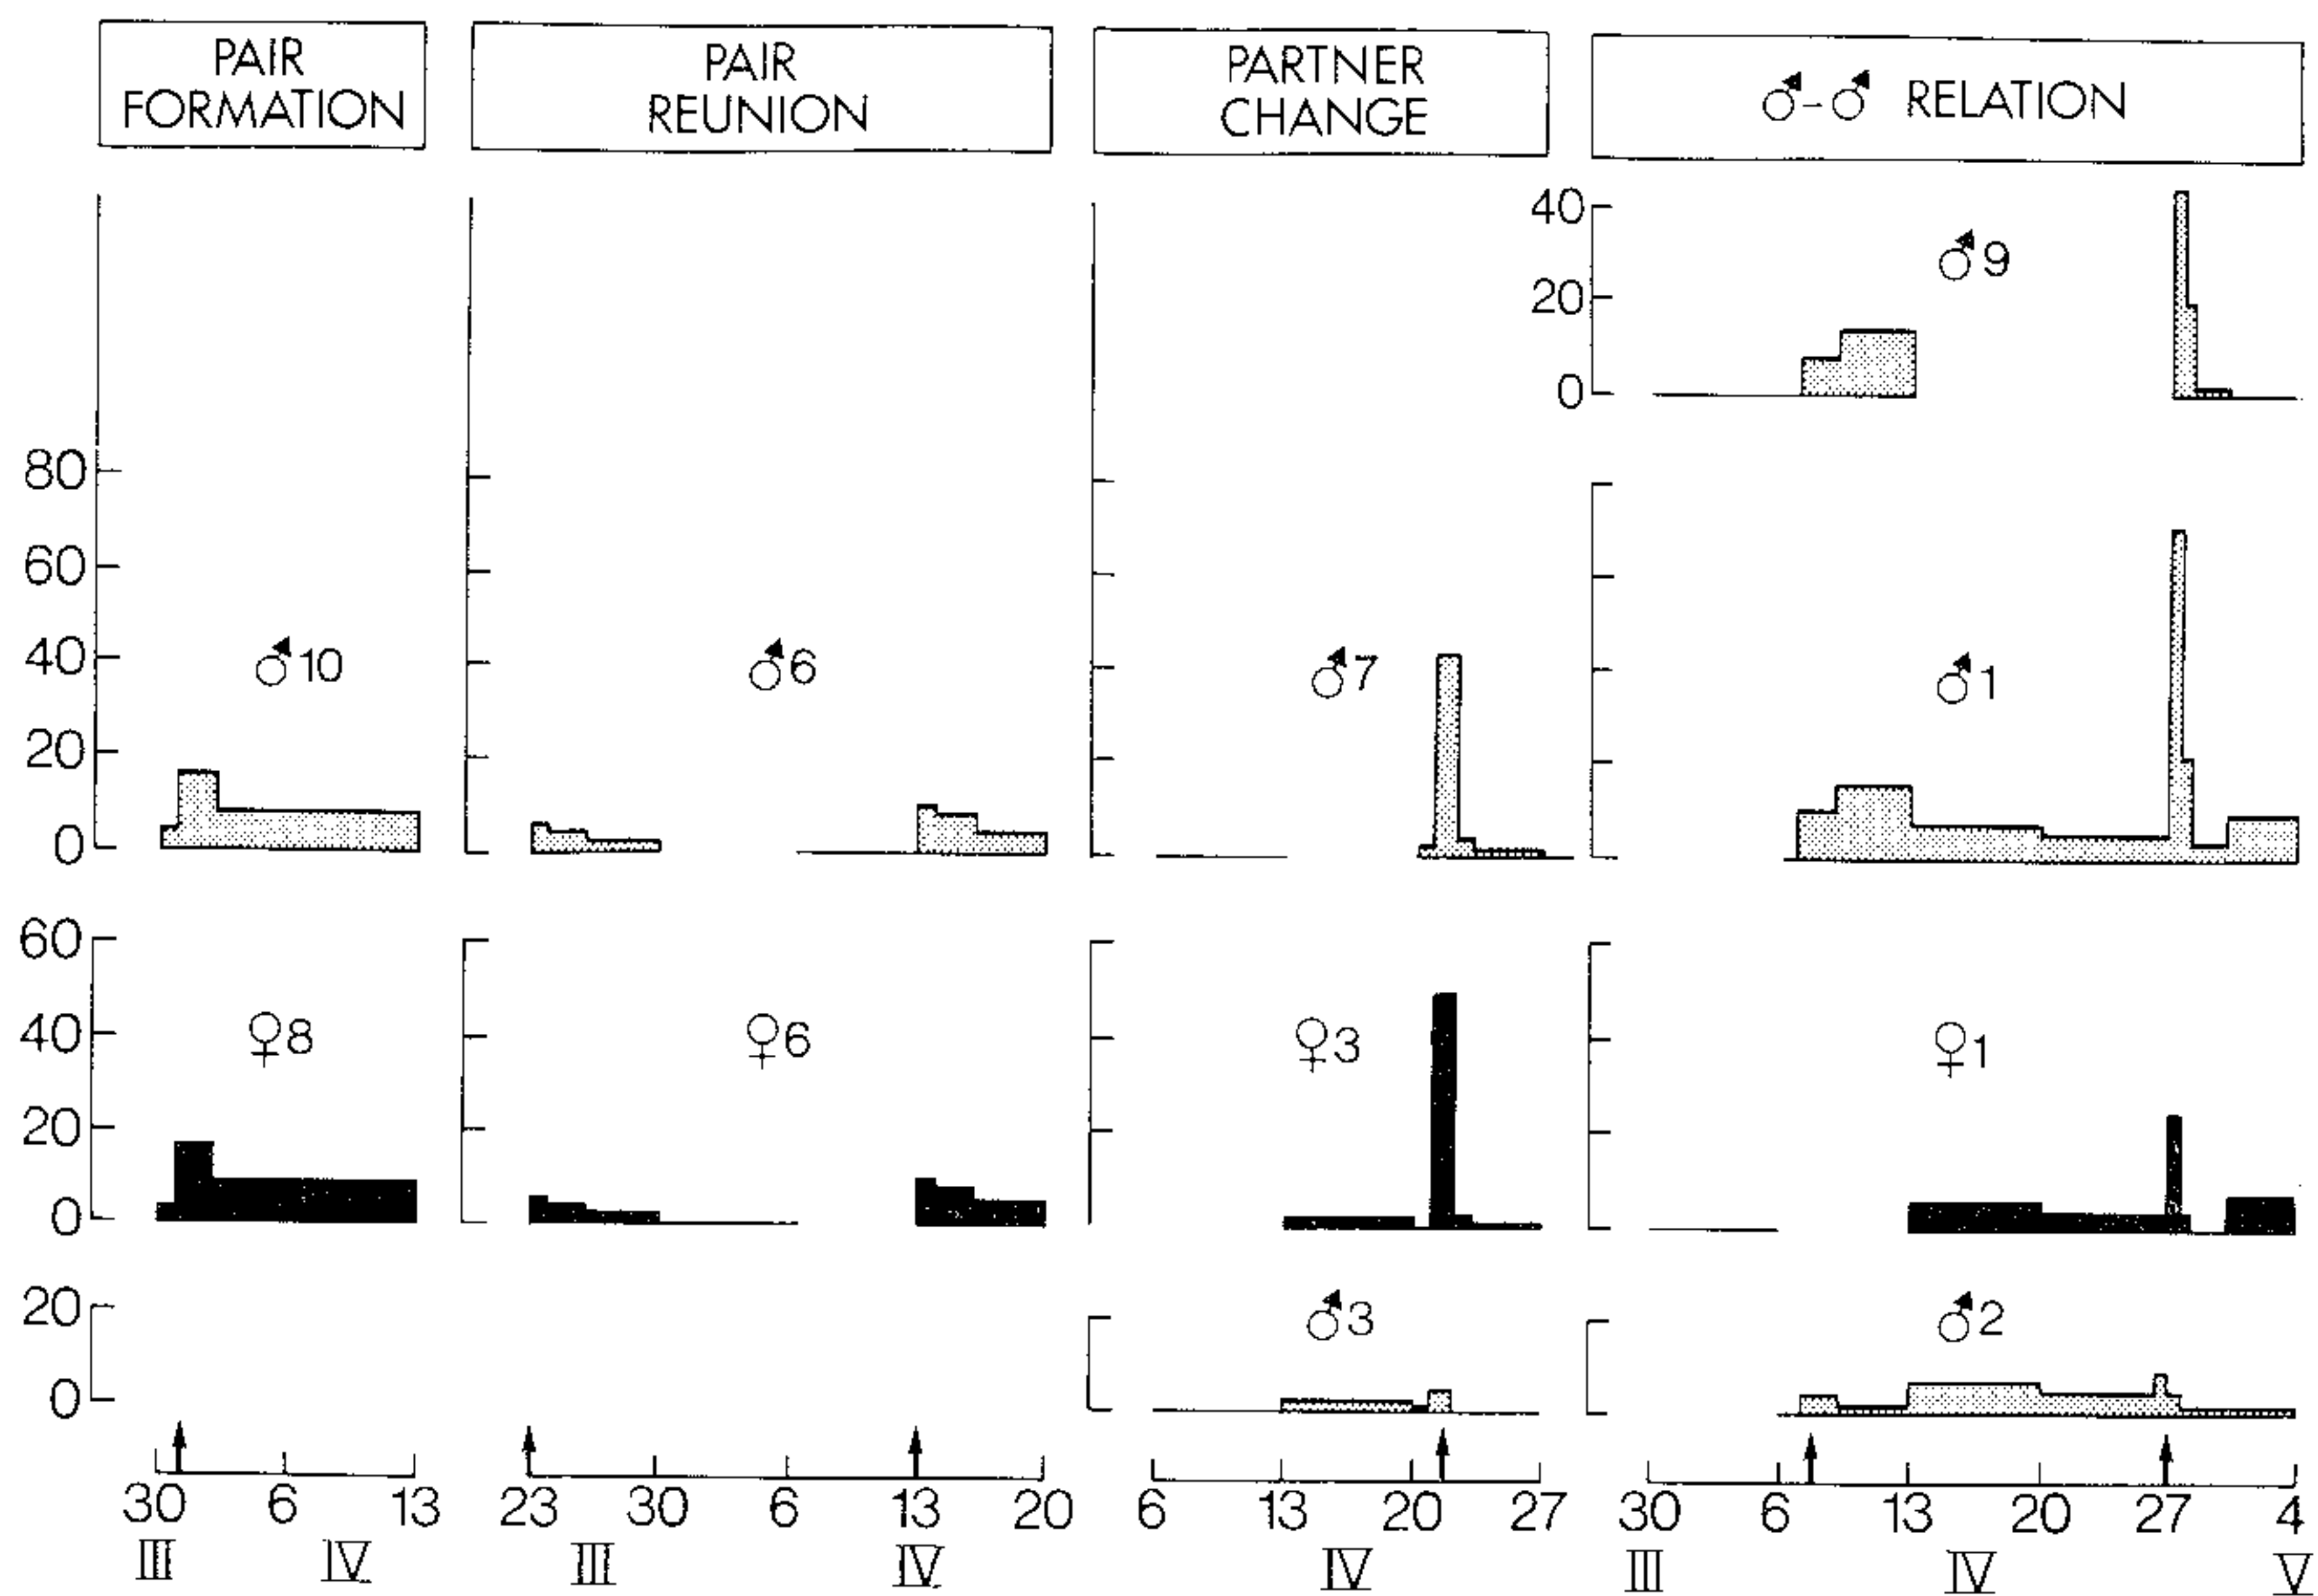 PAIR
FORMATION
PAIR
REUNION
PARTNER
CHANGE
♂-♂ RELATION
40
20
0
♂9
80
60
40
20
0
♂10
♂6
♂7
♂1
60
40
20
0
♀8
♀6
♀3
♀1
20
0
♂3
♂2
30 6 13
23 30 6 13 20
6 13 20 27
30 6 13 20 27 4
III IV
III IV
IV
III IV V